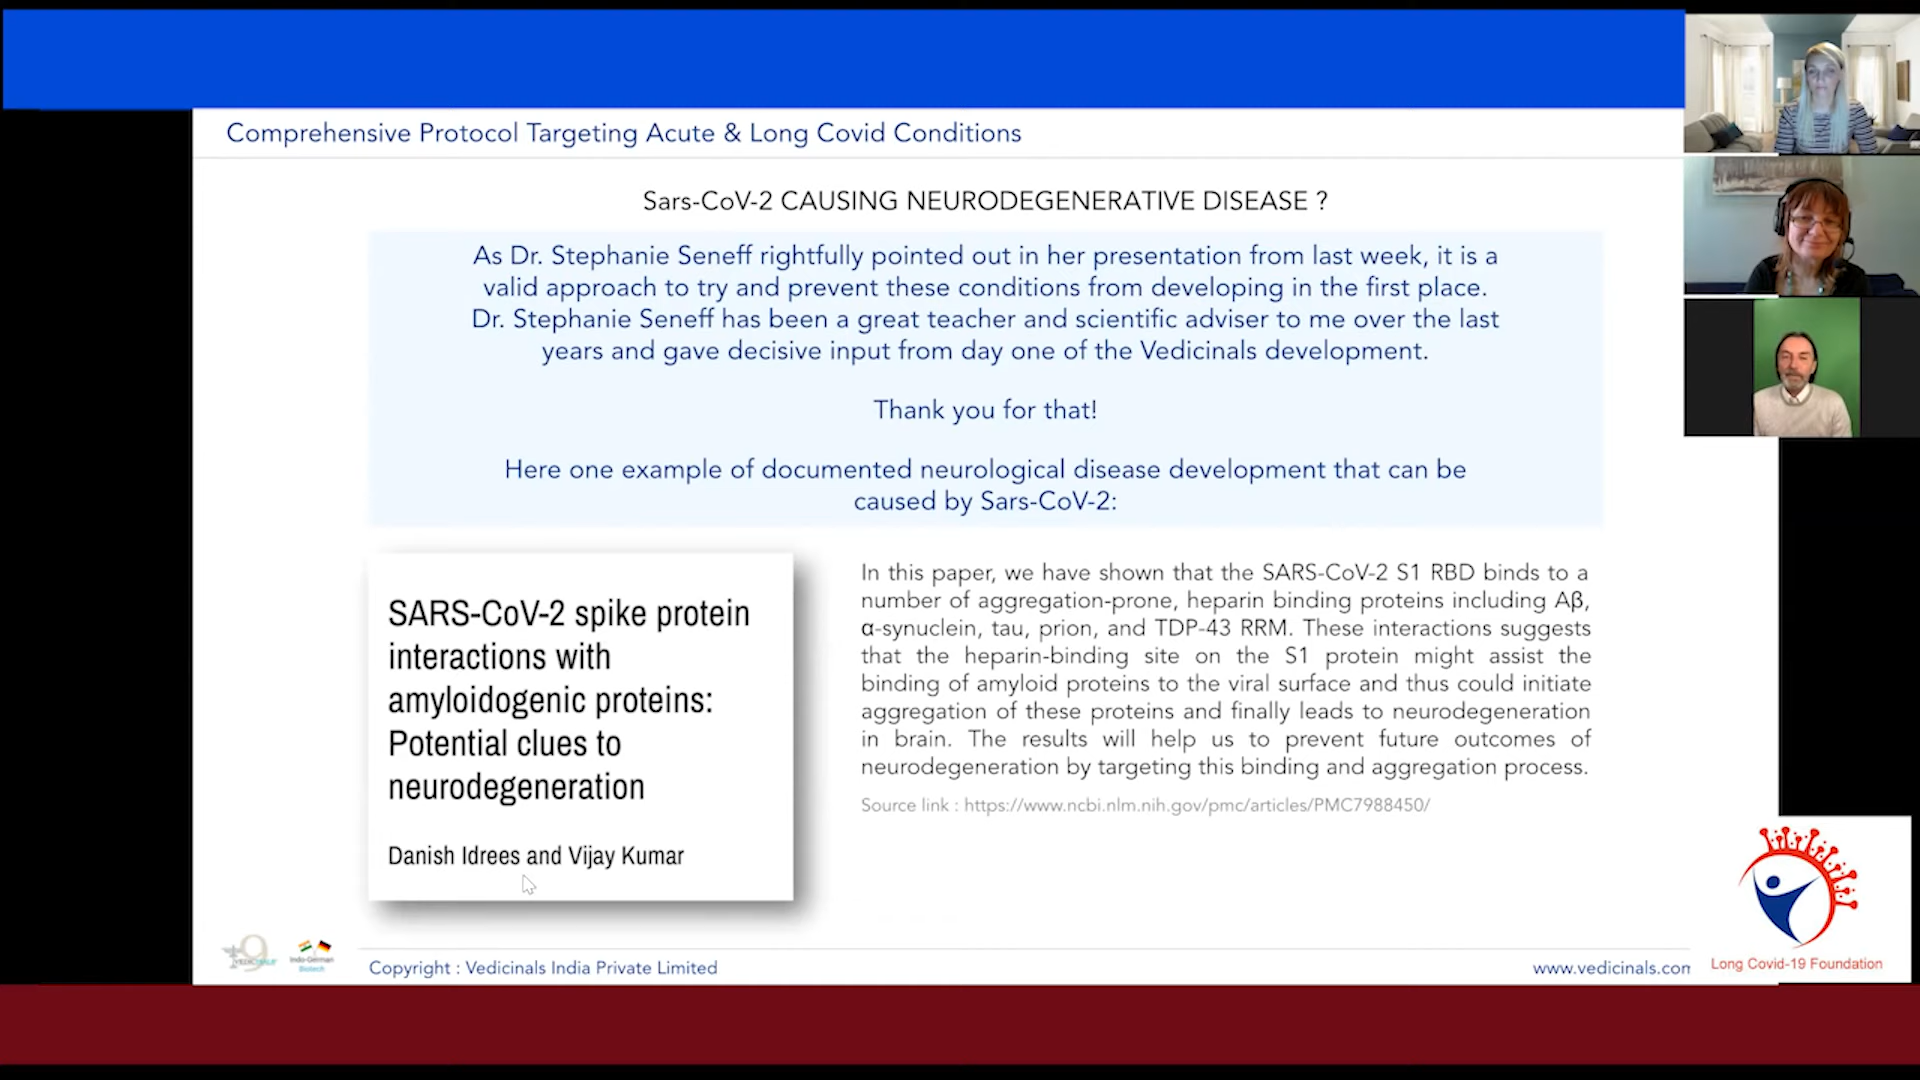 Comprehensive Protocol Targeting Acute & Long Covid Conditions
Sars-CoV-2 CAUSING NEURODEGENERATIVE DISEASE ?
As Dr. Stephanie Seneff rightfully pointed out in her presentation from last week, it is a
valid approach to try and prevent these conditions from developing in the first place.
Dr. Stephanie Seneff has been a great teacher and scientific adviser to me over the last
years and gave decisive input from day one of the Vedicinals development.
Thank you for that!
Here one example of documented neurological disease development that can be
caused by Sars-CoV-2:
SARS-CoV-2 spike protein
interactions with
amyloidogenic proteins:
Potential clues to
neurodegeneration
Danish Idrees and Vijay Kumar
In this paper, we have shown that the SARS-CoV-2 S1 RBD binds to a
number of aggregation-prone, heparin binding proteins including Aβ,
α-synuclein, tau, prion, and TDP-43 RRM. These interactions suggests
that the heparin-binding site on the S1 protein might assist the
binding of amyloid proteins to the viral surface and thus could initiate
aggregation of these proteins and finally leads to neurodegeneration
in brain. The results will help us to prevent future outcomes of
neurodegeneration by targeting this binding and aggregation process.
Source link : https://www.ncbi.nlm.nih.gov/pmc/articles/PMC7988450/
9
VEDICINALS
Indo-German
Biotech
Copyright : Vedicinals India Private Limited
www.vedicinals.com
Long Covid-19 Foundation